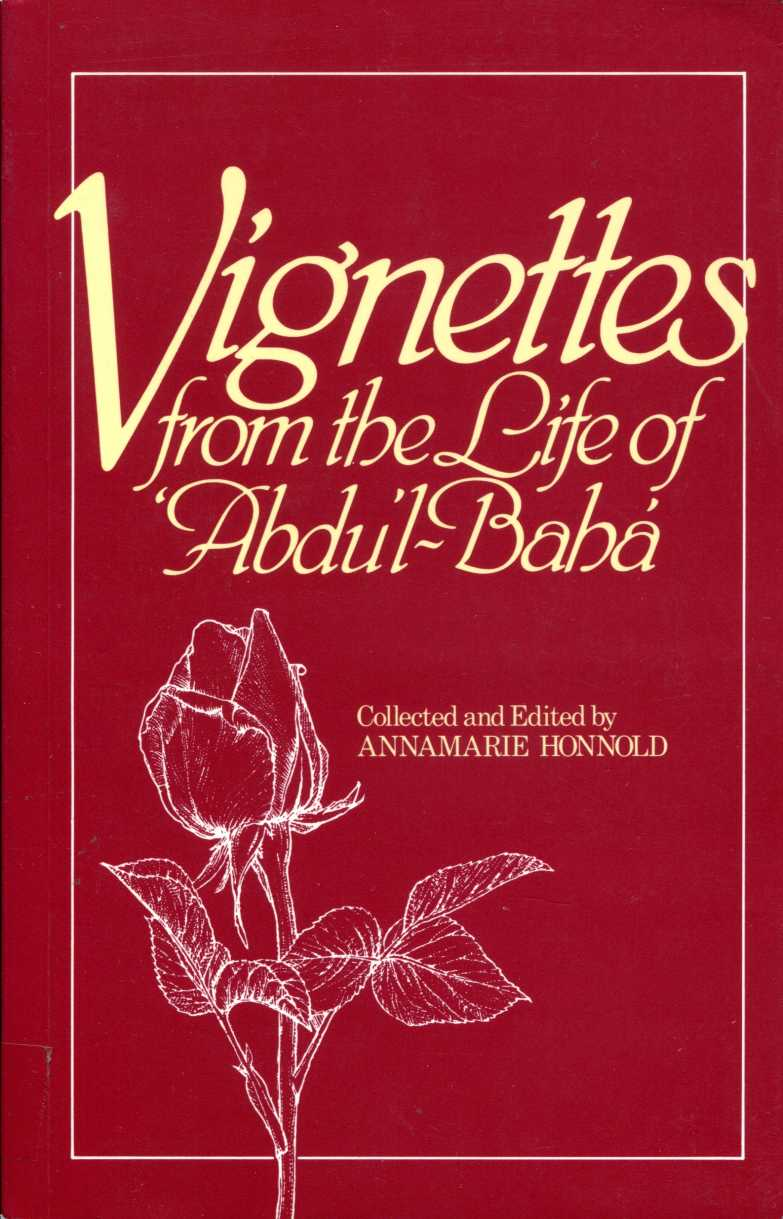 Vignettes
from the Life of
‘Abdu’l-Bahá
Collected and Edited by
ANNAMARIE HONNOLD